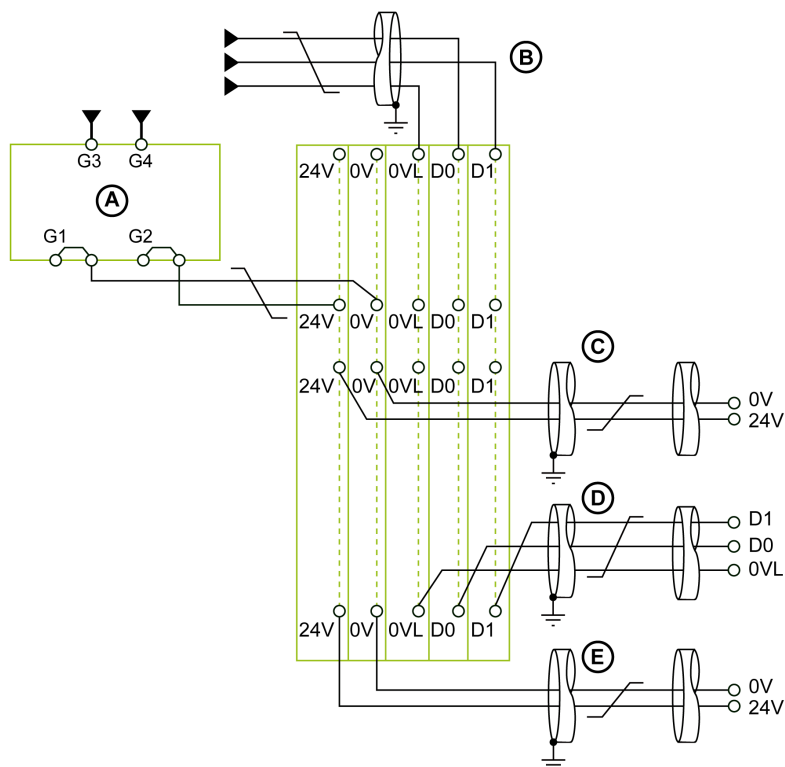 B
G3 G4
A
G1 G2
24V 0V 0VL D0 D1
24V 0V 0VL D0 D1
C
24V 0V 0VL D0 D1
0V
24V
D
D1
D0
0VL
24V 0V 0VL D0 D1
E
0V
24V